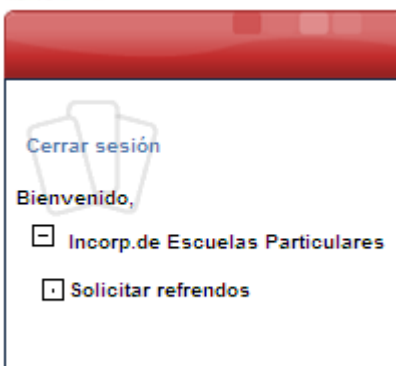 Cerrar sesión
Bienvenido,
Incorp.de Escuelas Particulares
Solicitar refrendos